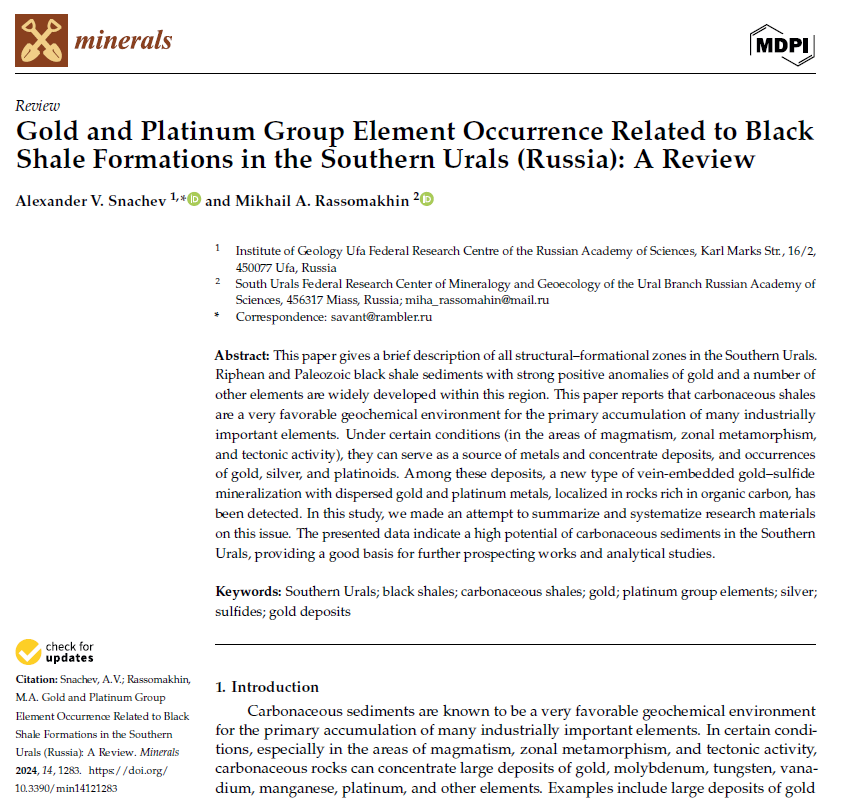 minerals
MDPI
Review
Gold and Platinum Group Element Occurrence Related to Black
Shale Formations in the Southern Urals (Russia): A Review
Alexander V. Snachev 1,* iD and Mikhail A. Rassomakhin 2 iD
1 Institute of Geology Ufa Federal Research Centre of the Russian Academy of Sciences, Karl Marks Str., 16/2,
450077 Ufa, Russia
2 South Urals Federal Research Center of Mineralogy and Geoecology of the Ural Branch Russian Academy of
Sciences, 456317 Miass, Russia; miha_rassomahin@mail.ru
* Correspondence: savant@rambler.ru
Abstract: This paper gives a brief description of all structural–formational zones in the Southern Urals.
Riphean and Paleozoic black shale sediments with strong positive anomalies of gold and a number of
other elements are widely developed within this region. This paper reports that carbonaceous shales
are a very favorable geochemical environment for the primary accumulation of many industrially
important elements. Under certain conditions (in the areas of magmatism, zonal metamorphism,
and tectonic activity), they can serve as a source of metals and concentrate deposits, and occurrences
of gold, silver, and platinoids. Among these deposits, a new type of vein-embedded gold–sulfide
mineralization with dispersed gold and platinum metals, localized in rocks rich in organic carbon, has
been detected. In this study, we made an attempt to summarize and systematize research materials
on this issue. The presented data indicate a high potential of carbonaceous sediments in the Southern
Urals, providing a good basis for further prospecting works and analytical studies.
Keywords: Southern Urals; black shales; carbonaceous shales; gold; platinum group elements; silver;
sulfides; gold deposits
check for
updates
Citation: Snachev, A.V.; Rassomakhin,
M.A. Gold and Platinum Group
Element Occurrence Related to Black
Shale Formations in the Southern
Urals (Russia): A Review. Minerals
2024, 14, 1283. https://doi.org/
10.3390/min14121283
1. Introduction
Carbonaceous sediments are known to be a very favorable geochemical environment
for the primary accumulation of many industrially important elements. In certain condi-
tions, especially in the areas of magmatism, zonal metamorphism, and tectonic activity,
carbonaceous rocks can concentrate large deposits of gold, molybdenum, tungsten, vana-
dium, manganese, platinum, and other elements. Examples include large deposits of gold